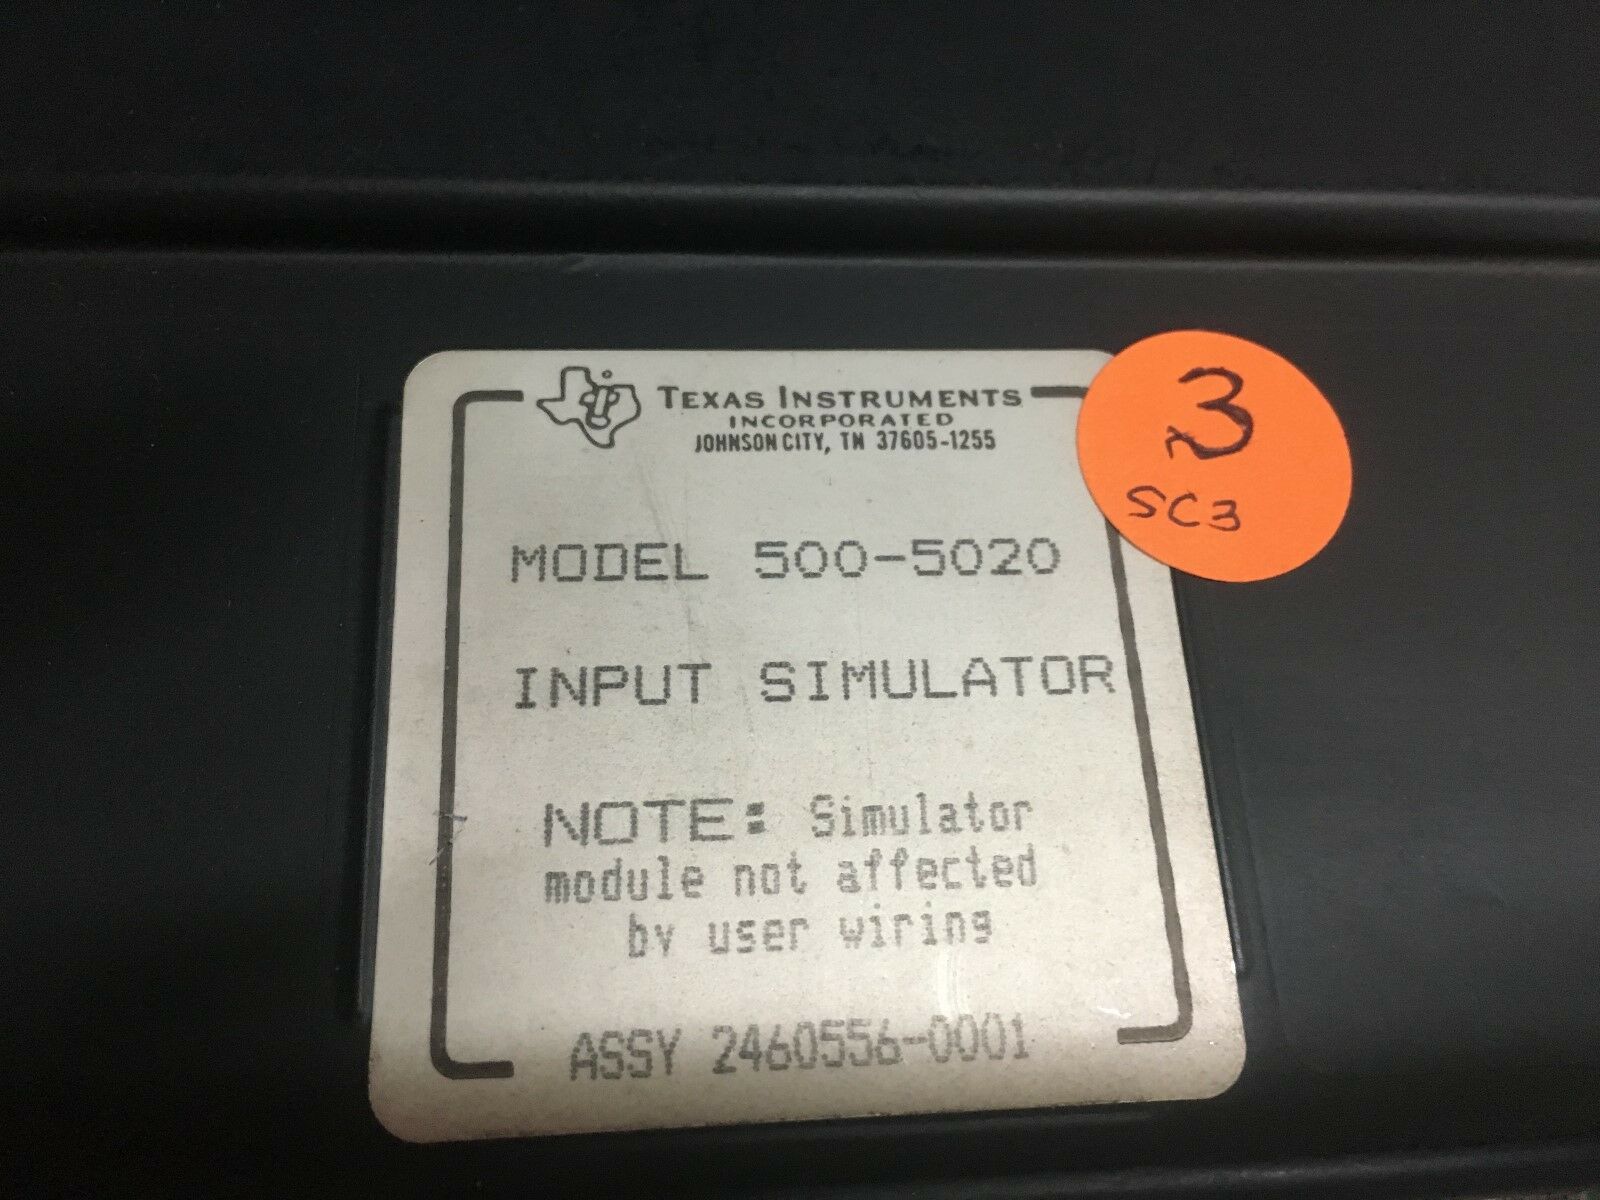 TEXAS INSTRUMENTS
INCORPORATED
JOHNSON CITY, TN 37605-1255
3
SC3
MODEL 500-5020
INPUT SIMULATOR
NOTE: Simulator
module not affected
by user wiring
ASSY 2460556-0001